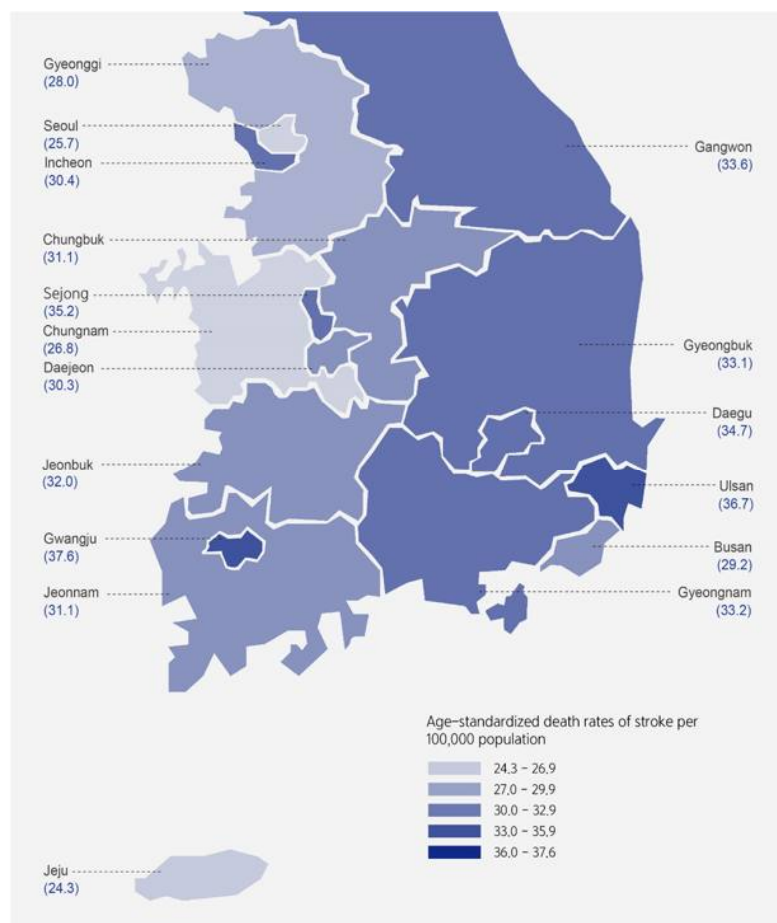 Gyeonggi
(28.0)
Seoul
(25.7)
Incheon
(30.4)
Chungbuk
(31.1)
Sejong
(35.2)
Chungnam
(26.8)
Daejeon
(30.3)
Jeonbuk
(32.0)
Gwangju
(37.6)
Jeonnam
(31.1)
Jeju
(24.3)
Gangwon
(33.6)
Gyeongbuk
(33.1)
Daegu
(34.7)
Ulsan
(36.7)
Busan
(29.2)
Gyeongnam
(33.2)
Age-standardized death rates of stroke per
100,000 population
24.3 - 26.9
27.0 - 29.9
30.0 - 32.9
33.0 - 35.9
36.0 - 37.6